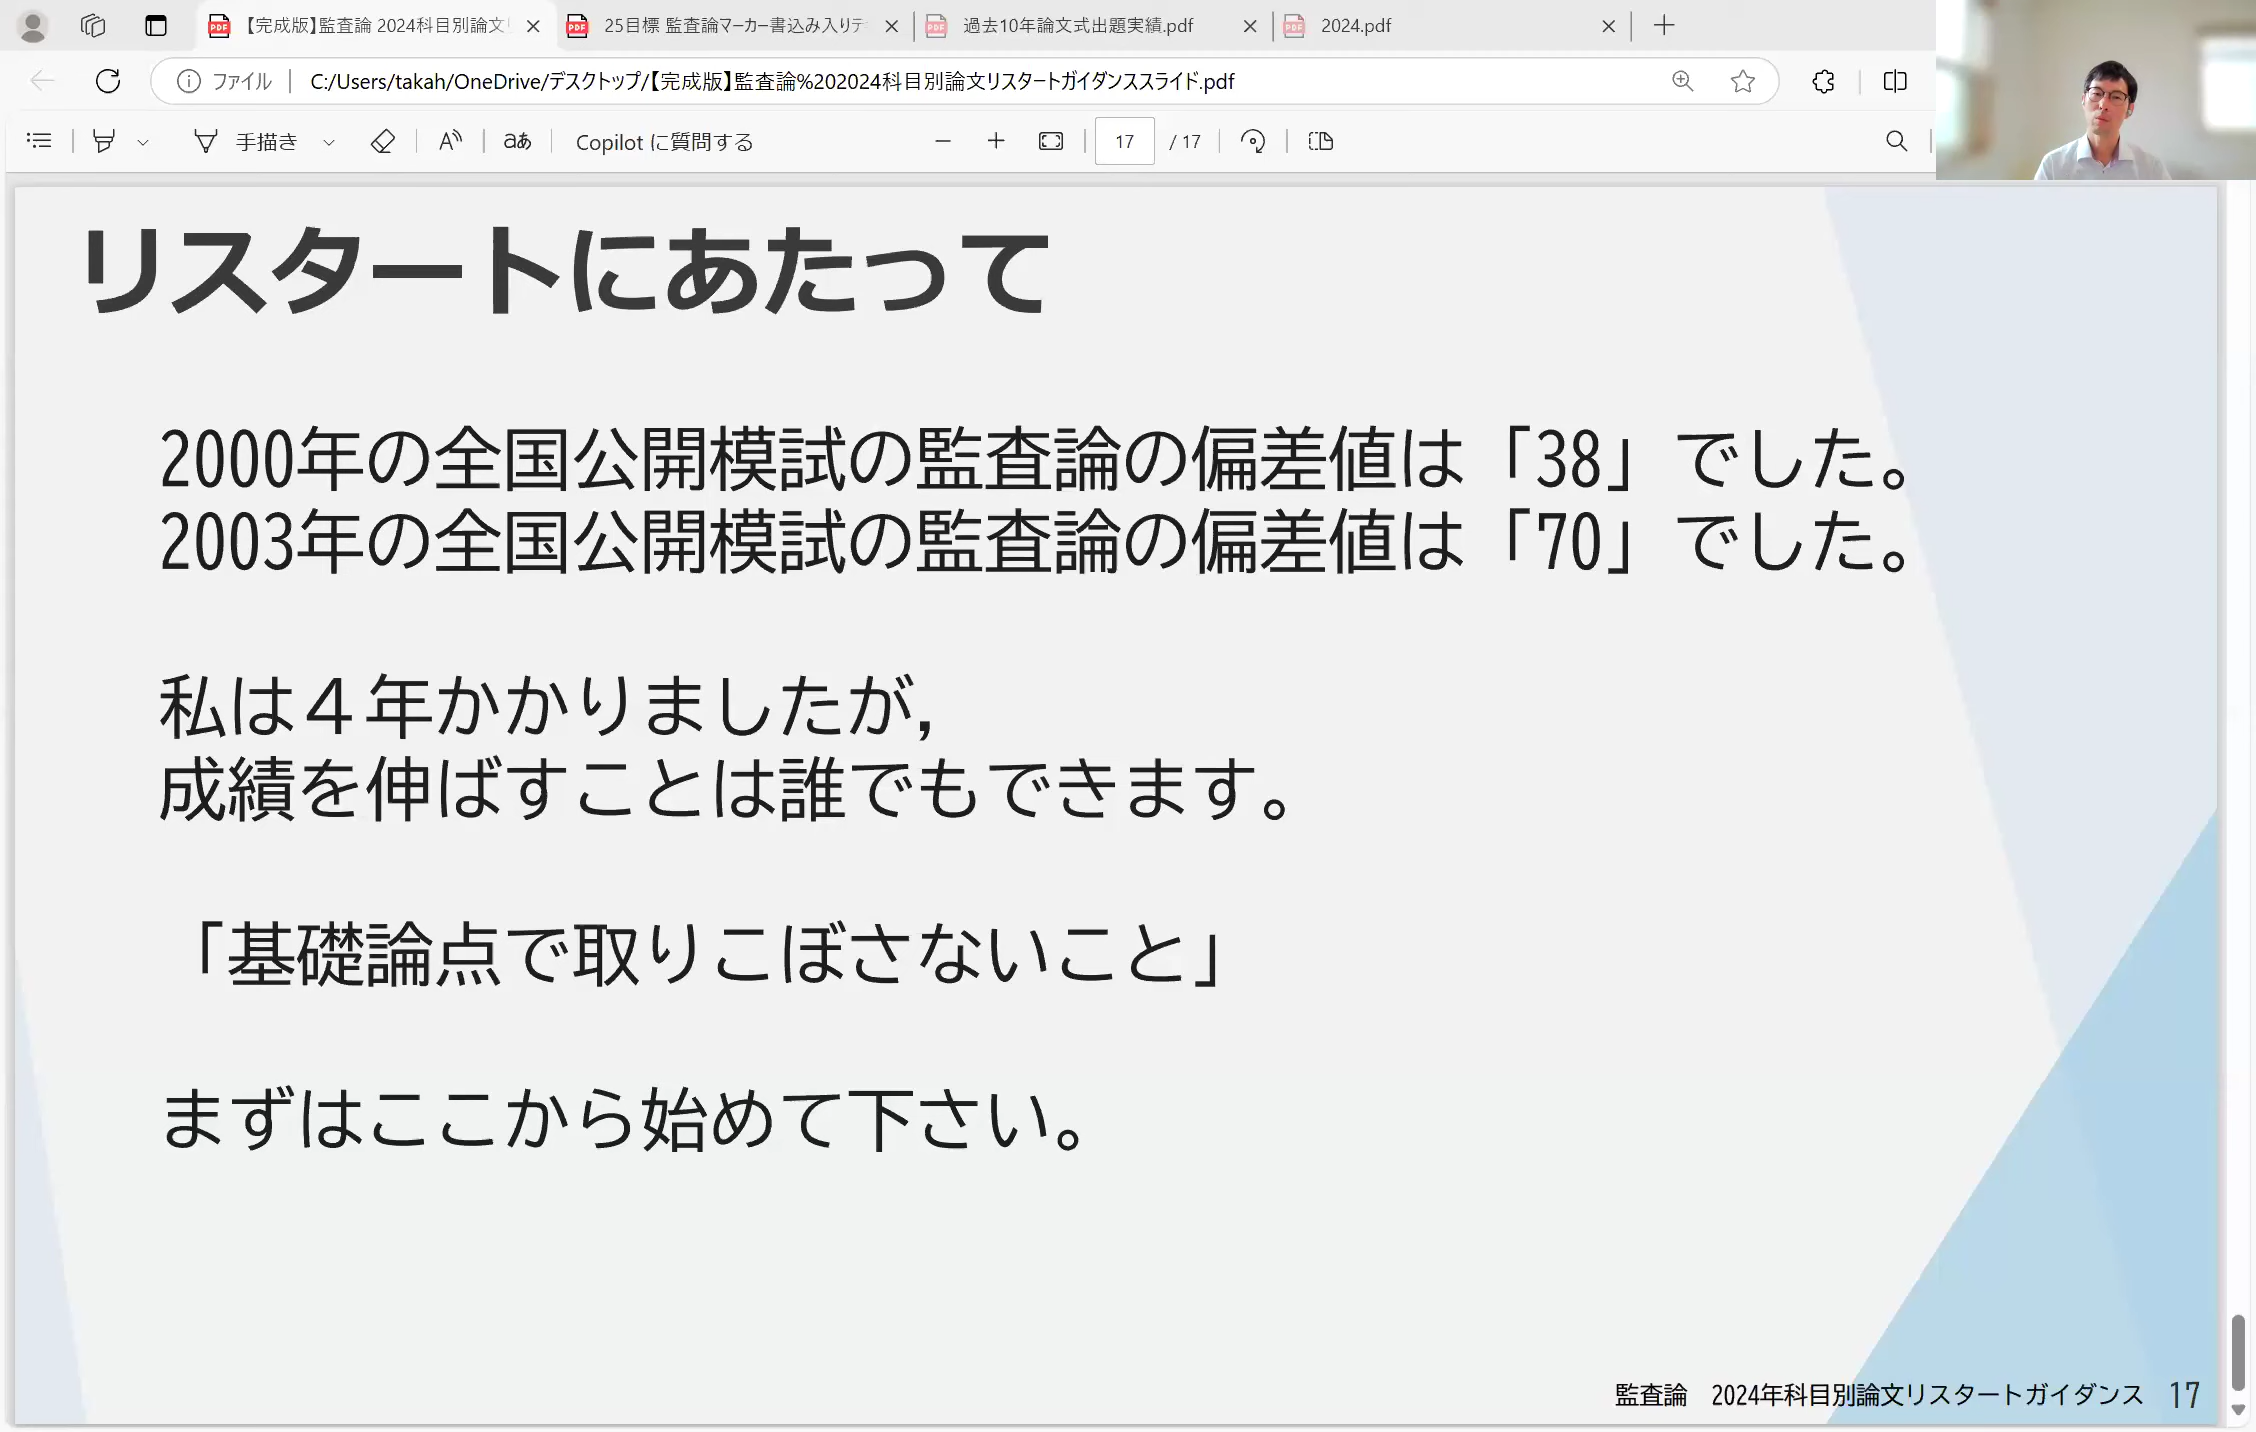 【完成版】監査論 2024科目別論文リ
25目標 監査論マーカー書込み入りテ
過去10年論文式出題実績.pdf
2024.pdf
ファイル
C:/Users/takah/OneDrive/デスクトップ/【完成版】監査論%202024科目別論文リスタートガイダンススライド.pdf
手描き
aあ
Copilot に質問する
17
/ 17
リスタートにあたって
2000年の全国公開模試の監査論の偏差値は「38」でした。
2003年の全国公開模試の監査論の偏差値は「70」でした。
私は４年かかりましたが,
成績を伸ばすことは誰でもできます。
「基礎論点で取りこぼさないこと」
まずはここから始めて下さい。
監査論　2024年科目別論文リスタートガイダンス
17